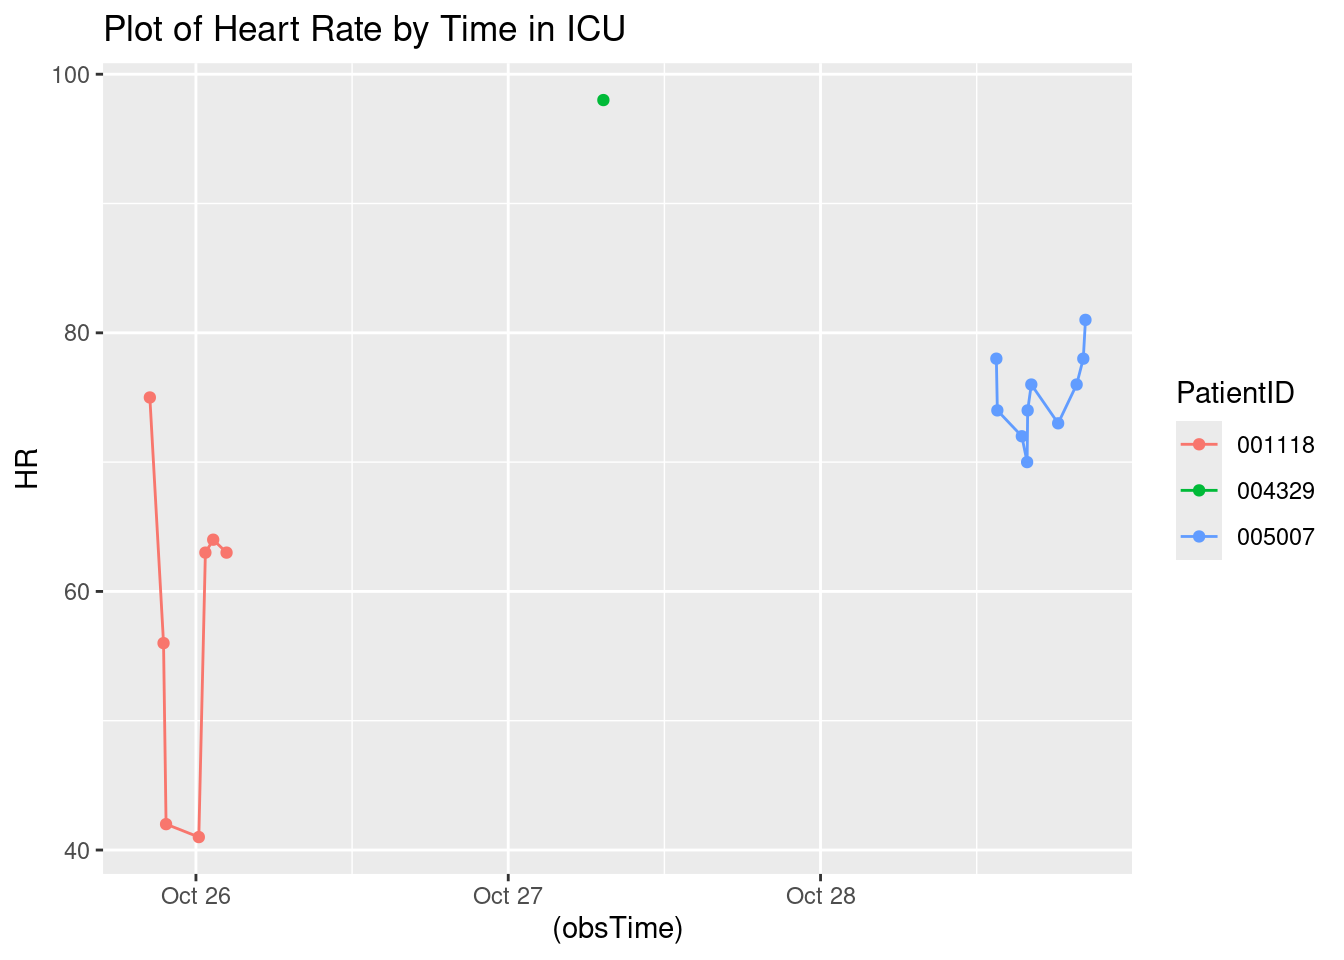 Plot of Heart Rate by Time in ICU
100
80
60
40
HR
Oct 26
Oct 27
Oct 28
(obsTime)
PatientID
001118
004329
005007